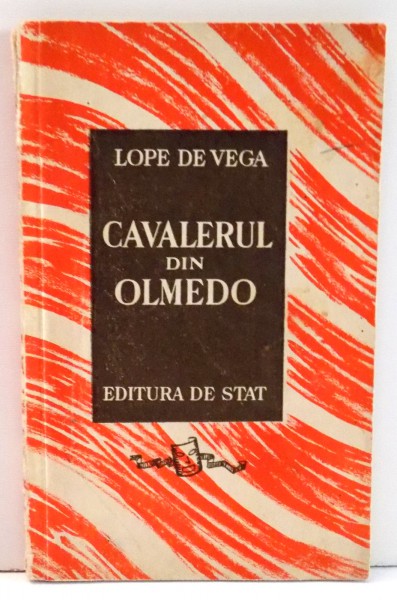 LOPE DE VEGA
CAVALERUL
DIN
OLMEDO
EDITURA DE STAT